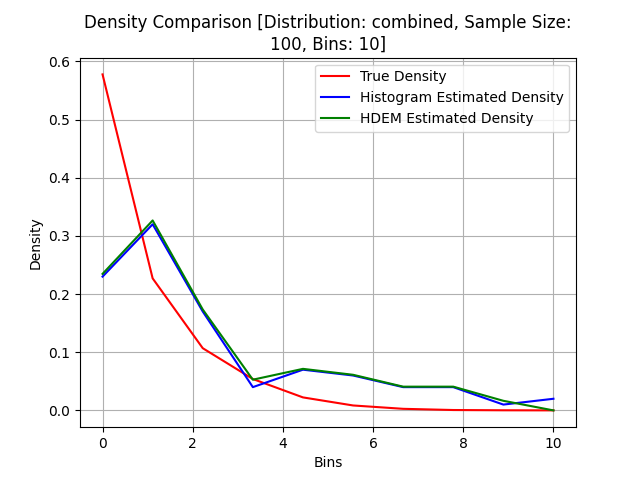 Density Comparison [Distribution: combined, Sample Size:
100, Bins: 10]
True Density
Histogram Estimated Density
HDEM Estimated Density
Density
0.6
0.5
0.4
0.3
0.2
0.1
0.0
0 2 4 6 8 10
Bins